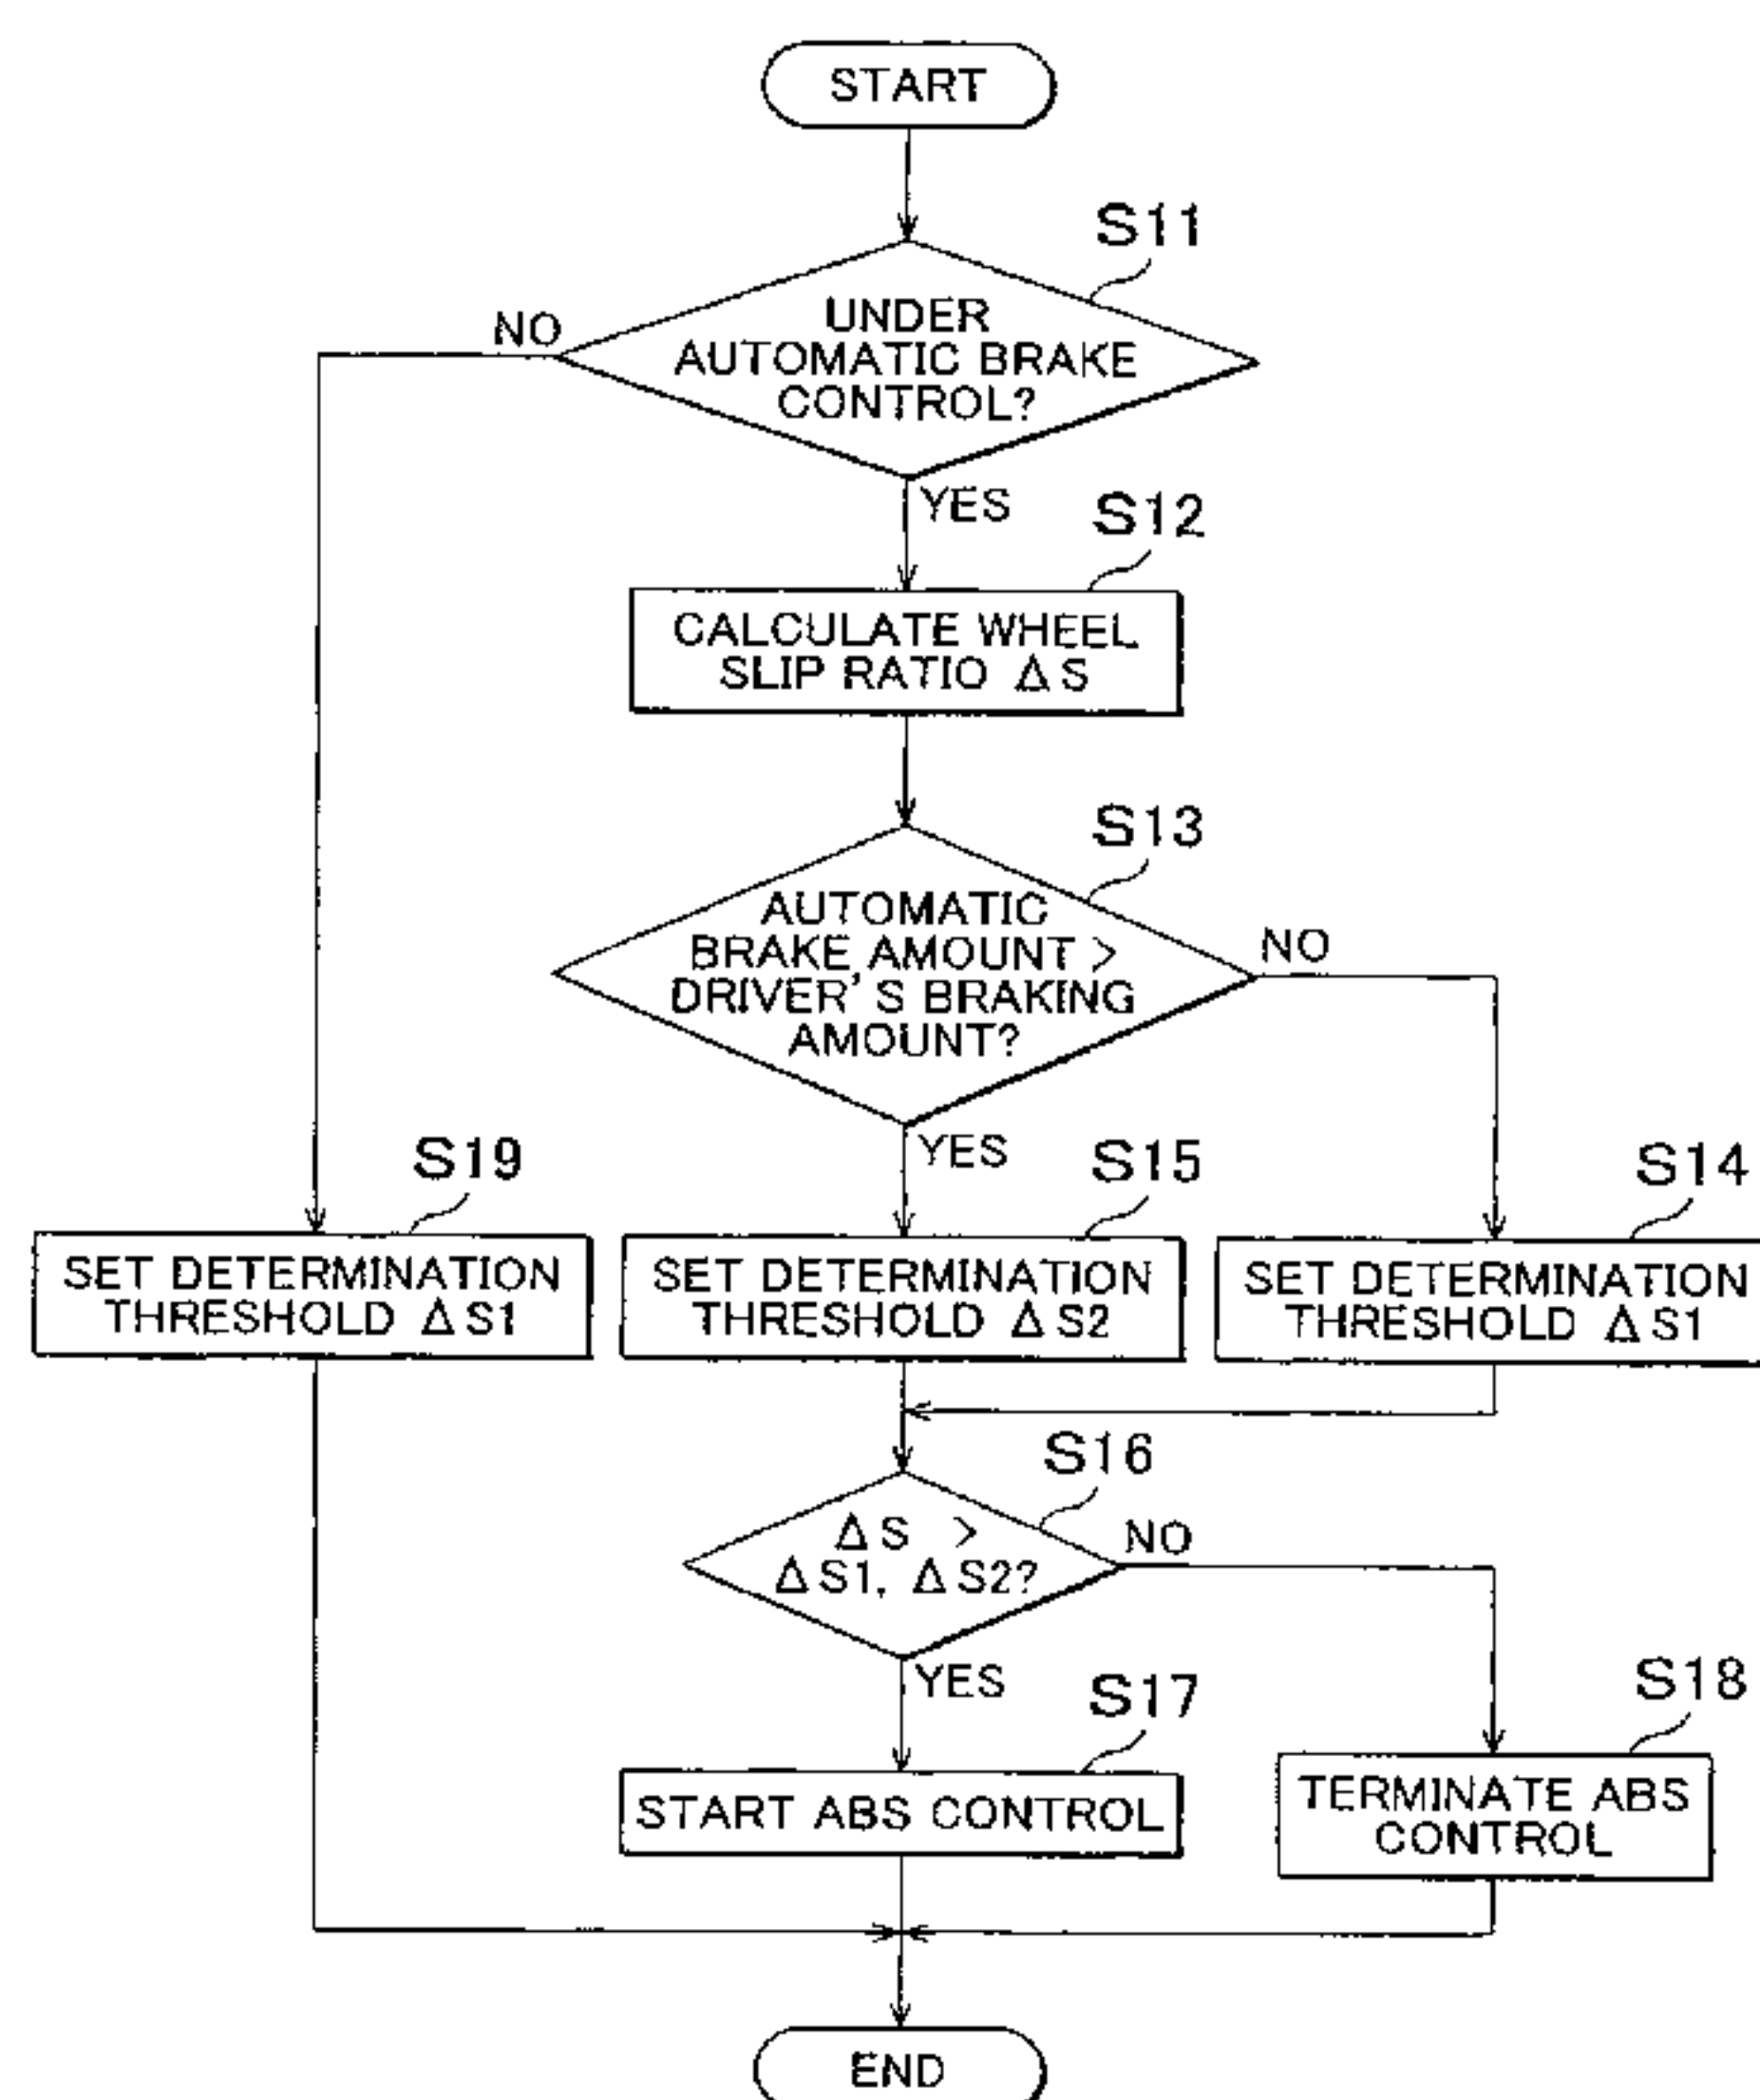 START
S11
NO
UNDER
AUTOMATIC BRAKE
CONTROL?
YES
S12
CALCULATE WHEEL
SLIP RATIO ΔS
S13
AUTOMATIC
BRAKE AMOUNT >
DRIVER'S BRAKING
AMOUNT?
NO
YES
S19
S15
S14
SET DETERMINATION
THRESHOLD ΔS1
SET DETERMINATION
THRESHOLD ΔS2
SET DETERMINATION
THRESHOLD ΔS1
S16
ΔS >
ΔS1, ΔS2?
NO
YES
S17
S18
START ABS CONTROL
TERMINATE ABS
CONTROL
END